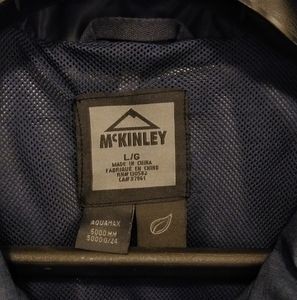 McKINLEY
L/G
MADE IN CHINA
FABRIQUÉ EN CHINE
AQUAMAX
5000 MM
5000 G/24